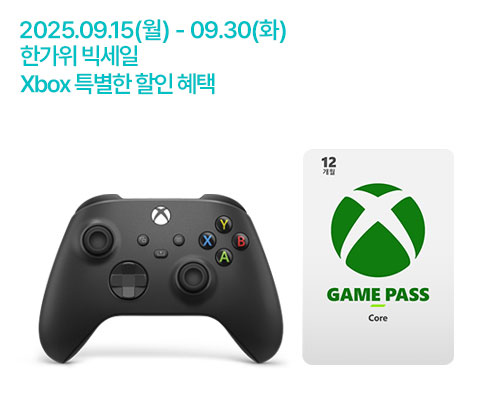 2025.09.15(월) - 09.30(화)
한가위 빅세일
Xbox 특별한 할인 혜택
12
개월
Y
X
B
A
GAME PASS
Core